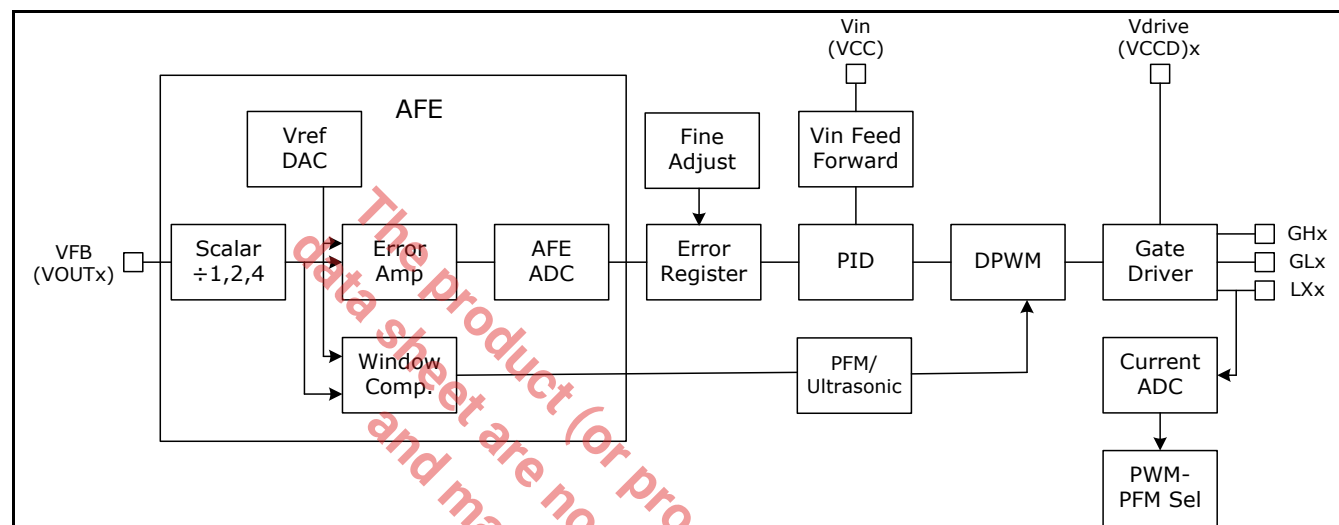 Vin
(VCC)
Vdrive
(VCCD)x
AFE
Vref
DAC
Fine
Adjust
Vin Feed
Forward
VFB
(VOUTx)
Scalar
÷1,2,4
Error
Amp
AFE
ADC
Error
Register
PID
DPWM
Gate
Driver
GHx
GLx
LXx
Window
Comp.
PFM/
Ultrasonic
Current
ADC
PWM-
PFM Sel
The product (or pro
data sheet are no
and ma